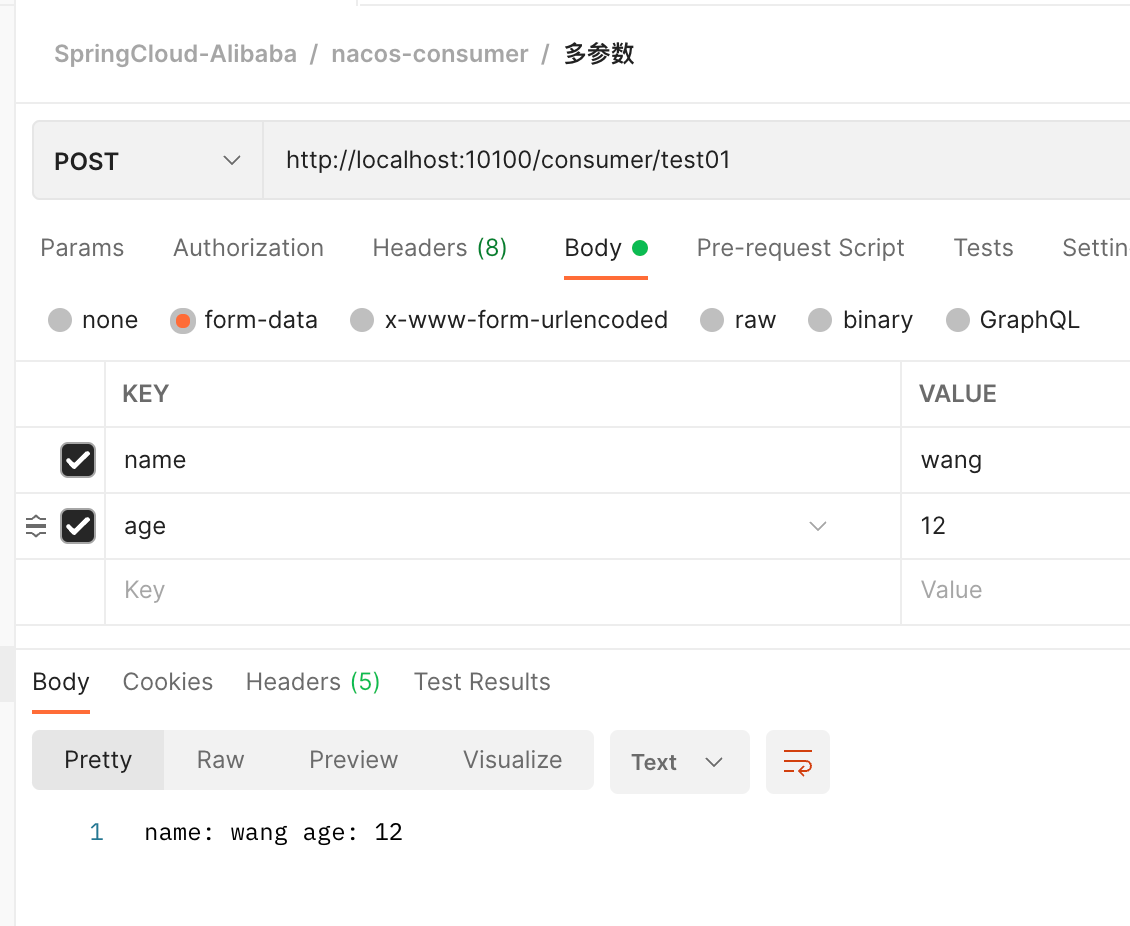 SpringCloud-Alibaba / nacos-consumer / 多参数
POST http://localhost:10100/consumer/test01
Params Authorization Headers (8) Body Pre-request Script Tests Settin
none form-data x-www-form-urlencoded raw binary GraphQL
KEY VALUE
name wang
age 12
Key Value
Body Cookies Headers (5) Test Results
Pretty Raw Preview Visualize Text
1 name: wang age: 12